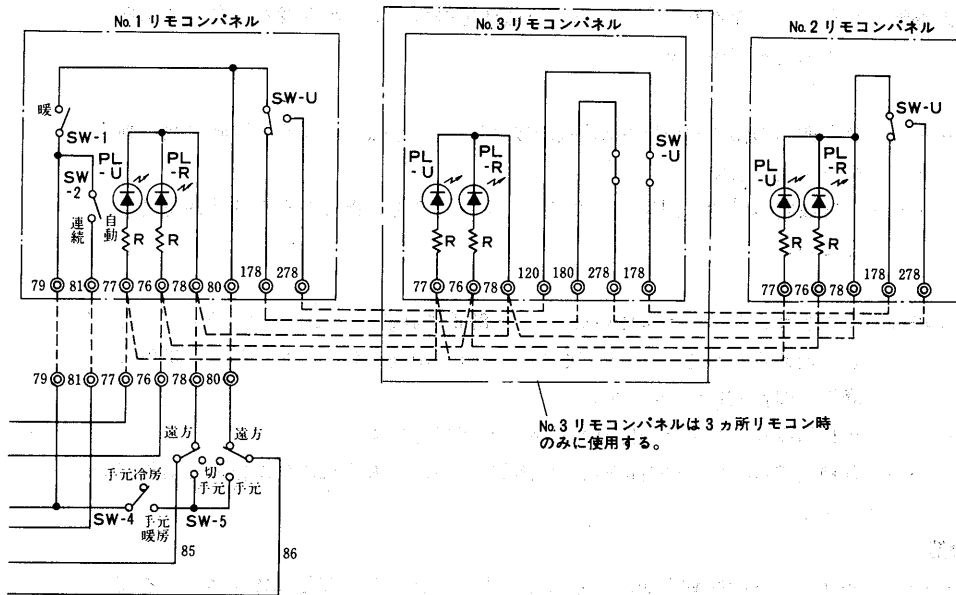 No.1 リモコンパネル
No.3 リモコンパネル
No.2 リモコンパネル
暖
SW-1
SW
-2
連続
自動
PL
-U
PL
-R
R
R
SW-U
79
81
77
76
78
80
178
278
PL
-U
PL
-R
R
R
SW
-U
77
76
78
120
180
278
178
PL
-U
PL
-R
R
R
SW-U
77
76
78
178
278
79
81
77
76
78
80
遠方
遠方
切
手元
手元
手元冷房
SW-4
手元
暖房
SW-5
85
86
No.3 リモコンパネルは 3 ヵ所リモコン時
のみに使用する。